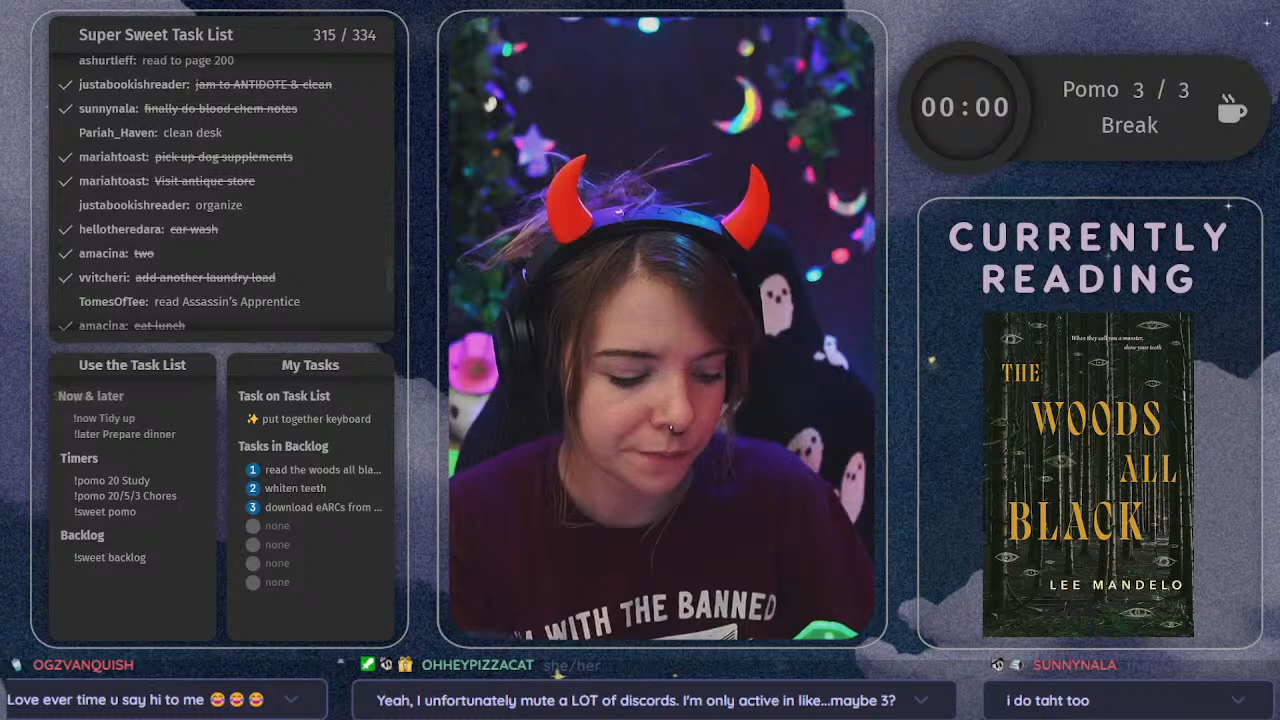 Super Sweet Task List 315 / 334
ashurtleff: read to page 200
justabookishreader: jam to ANTIDOTE & clean
sunnynala: finally do blood chem notes
Pariah_Haven: clean desk
mariahtoast: pick up dog supplements
mariahtoast: Visit antique store
justabookishreader: organize
hellotheredara: car wash
amacina: two
vvitcheri: add another laundry load
TomesOfTee: read Assassin's Apprentice
amacina: eat lunch
Use the Task List
Now & later
!now Tidy up
!later Prepare dinner
Timers
!pomo 20 Study
!pomo 20/5/3 Chores
!sweet pomo
Backlog
!sweet backlog
My Tasks
Task on Task List
✨ put together keyboard
Tasks in Backlog
1 read the woods all bla...
2 whiten teeth
3 download eARCs from ...
none
none
none
none
WITH THE BANNED
00:00
Pomo 3 / 3
Break
CURRENTLY
READING
When they call you a monster,
show your teeth
THE
WOODS
ALL
BLACK
LEE MANDELO
OGZVANQUISH
Love ever time u say hi to me 😂😂😂
OHHEYPIZZACAT she/her
Yeah, I unfortunately mute a LOT of discords. I'm only active in like...maybe 3?
SUNNYNALA
i do taht too